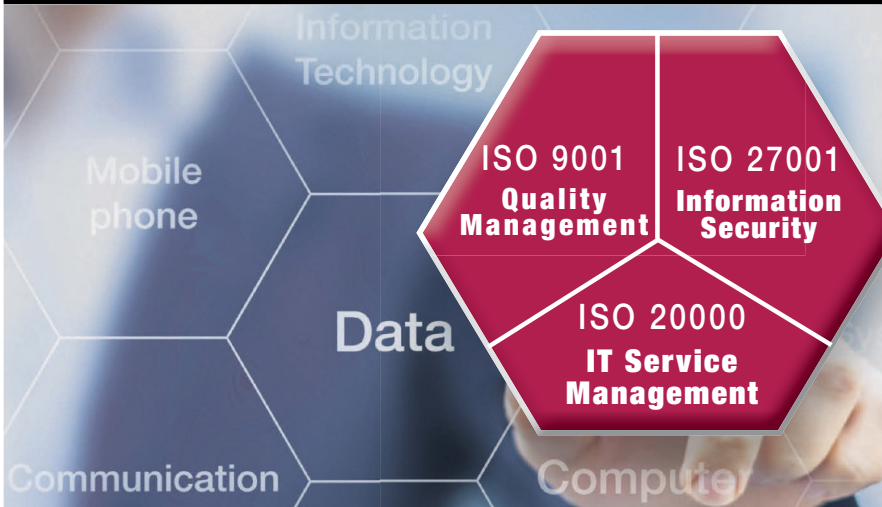 Information
Technology
Mobile
phone
Data
Communication
Computer
ISO 9001
Quality
Management
ISO 27001
Information
Security
ISO 20000
IT Service
Management